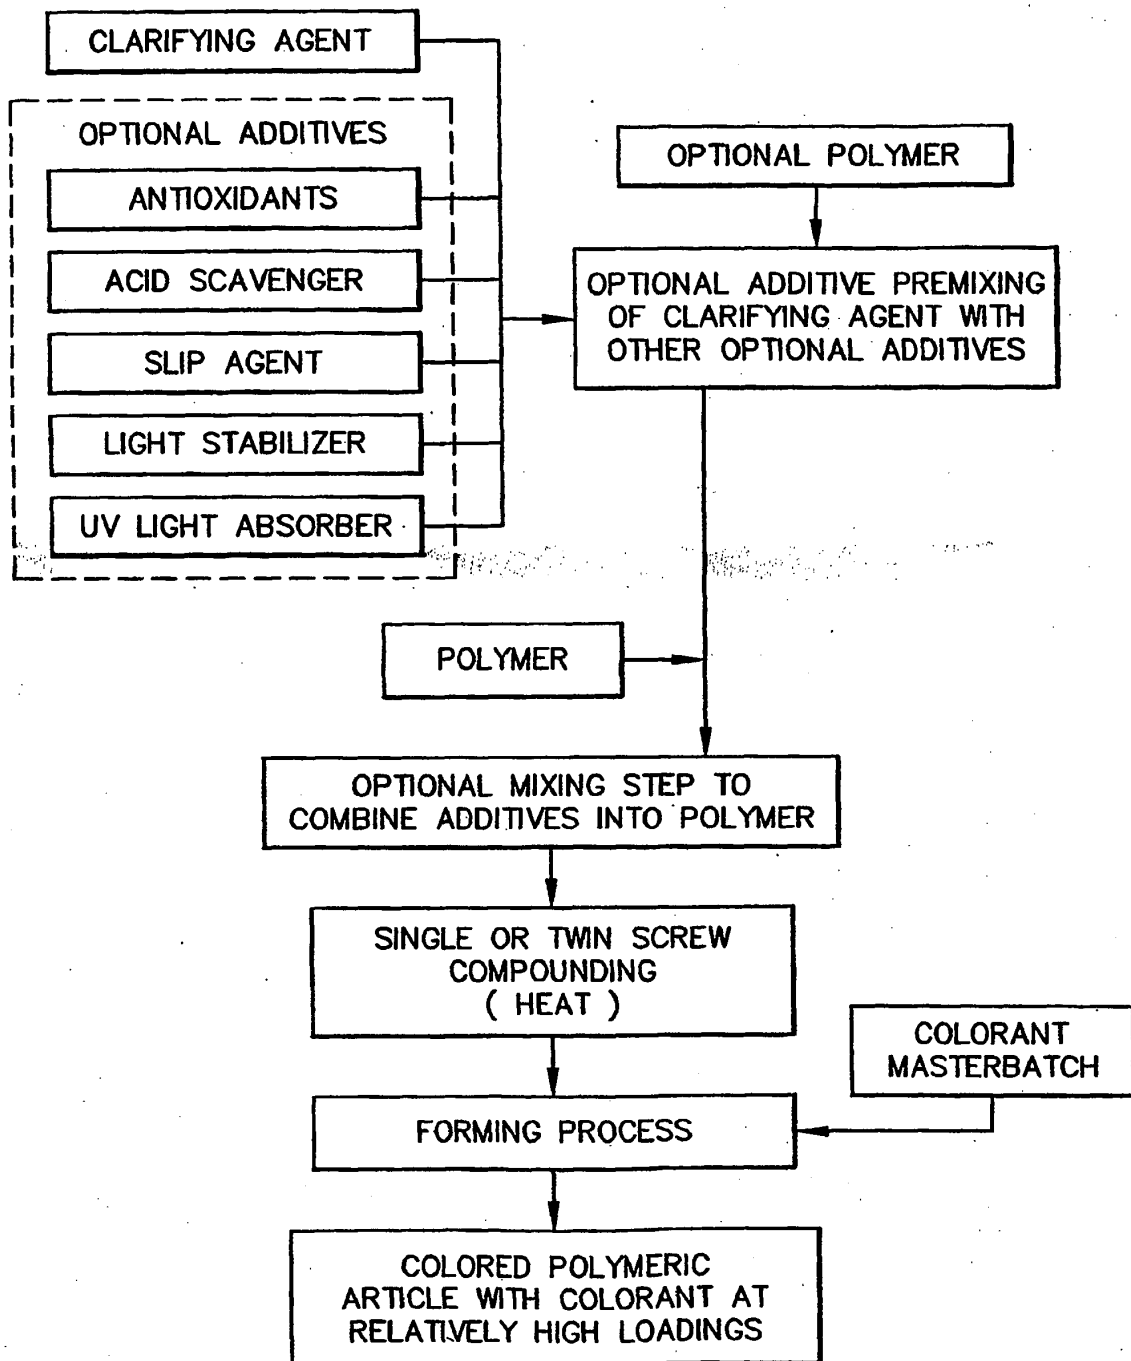 CLARIFYING AGENT
OPTIONAL ADDITIVES
ANTIOXIDANTS
ACID SCAVENGER
SLIP AGENT
LIGHT STABILIZER
UV LIGHT ABSORBER
OPTIONAL POLYMER
OPTIONAL ADDITIVE PREMIXING
OF CLARIFYING AGENT WITH
OTHER OPTIONAL ADDITIVES
POLYMER
OPTIONAL MIXING STEP TO
COMBINE ADDITIVES INTO POLYMER
SINGLE OR TWIN SCREW
COMPOUNDING
( HEAT )
COLORANT
MASTERBATCH
FORMING PROCESS
COLORED POLYMERIC
ARTICLE WITH COLORANT AT
RELATIVELY HIGH LOADINGS